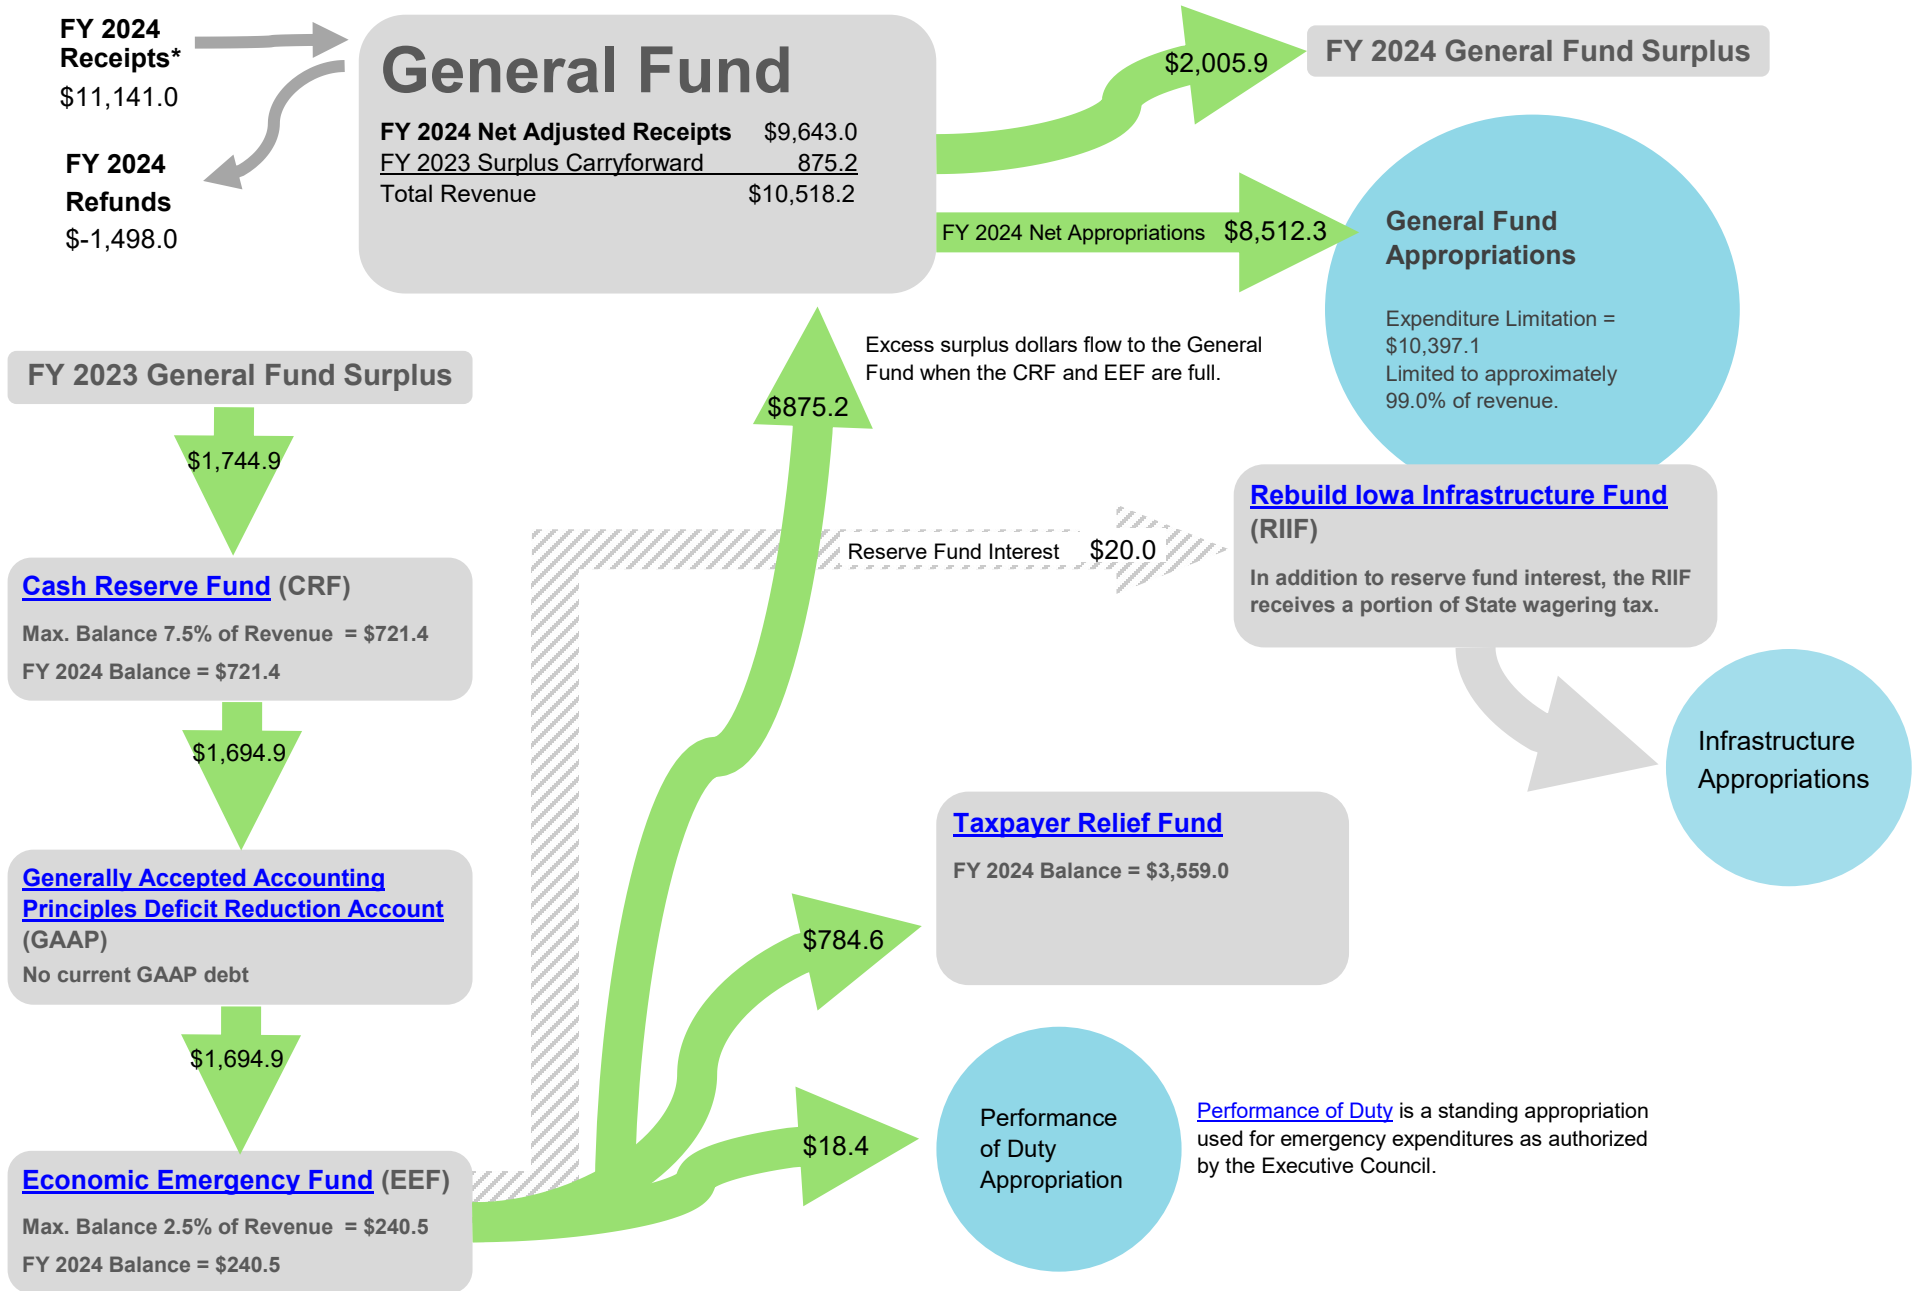 FY 2024
Receipts*
$11,141.0
FY 2024
Refunds
$-1,498.0
General Fund
FY 2024 Net Adjusted Receipts $9,643.0
FY 2023 Surplus Carryforward 875.2
Total Revenue $10,518.2
$2,005.9
FY 2024 General Fund Surplus
FY 2024 Net Appropriations $8,512.3
General Fund
Appropriations
Expenditure Limitation =
$10,397.1
Limited to approximately
99.0% of revenue.
Excess surplus dollars flow to the General
Fund when the CRF and EEF are full.
$875.2
FY 2023 General Fund Surplus
$1,744.9
Cash Reserve Fund (CRF)
Max. Balance 7.5% of Revenue = $721.4
FY 2024 Balance = $721.4
$1,694.9
Generally Accepted Accounting
Principles Deficit Reduction Account
(GAAP)
No current GAAP debt
$1,694.9
Economic Emergency Fund (EEF)
Max. Balance 2.5% of Revenue = $240.5
FY 2024 Balance = $240.5
Reserve Fund Interest $20.0
Rebuild Iowa Infrastructure Fund
(RIIF)
In addition to reserve fund interest, the RIIF
receives a portion of State wagering tax.
Infrastructure
Appropriations
Taxpayer Relief Fund
FY 2024 Balance = $3,559.0
$784.6
$18.4
Performance
of Duty
Appropriation
Performance of Duty is a standing appropriation
used for emergency expenditures as authorized
by the Executive Council.